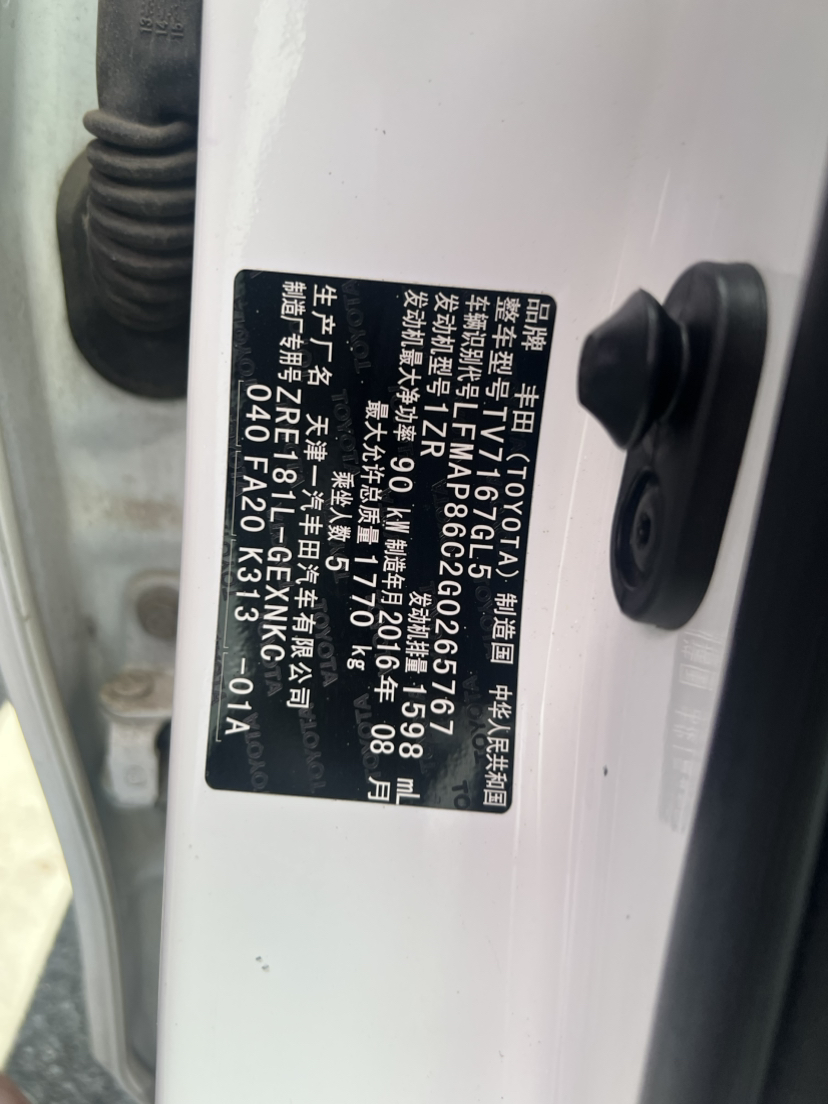 品牌 丰田（TOYOTA） 制造国 中华人民共和国
整车型号 TV7167GL5
车辆识别代号 LFMAP86C2G0265767
发动机型号 1ZR 发动机排量 1598 mL
发动机最大净功率 90 kW 制造年月 2016年 08 月
最大允许总质量 1770 kg
乘坐人数 5
生产厂名 天津一汽丰田汽车有限公司
制造厂专用号 ZRE181L-GEXNKC
040 FA20 K313 -01A